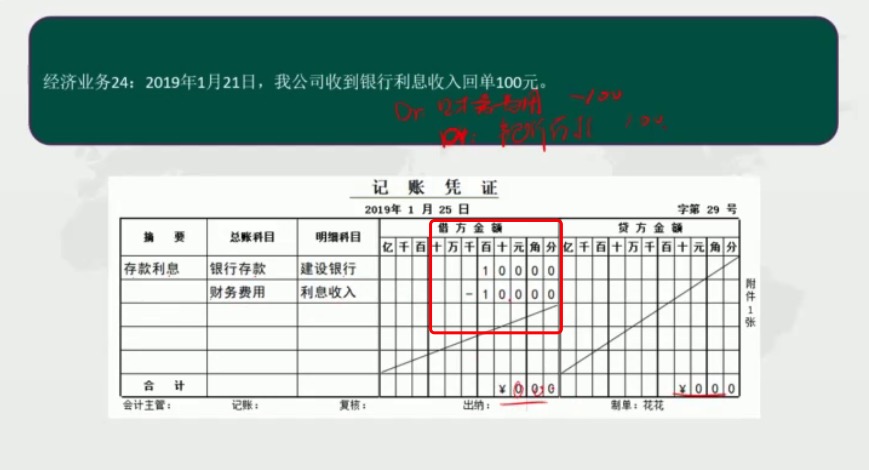 经济业务24：2019年1月21日，我公司收到银行利息收入回单100元。
Dr 财务费用 -100
100
记 账 凭 证
2019年 1 月 25 日 字第 29 号
摘 要 总账科目 明细科目 借 方 金 额 贷 方 金 额
亿 千 百 十 万 千 百 十 元 角 分 亿 千 百 十 万 千 百 十 元 角 分
存款利息 银行存款 建设银行 1 0 0 0 0
财务费用 利息收入 - 1 0 0 0 0
附件1张
合 计 ¥ 0 0 0 ¥ 0 0 0
会计主管： 记账： 复核： 出纳： 制单：花花